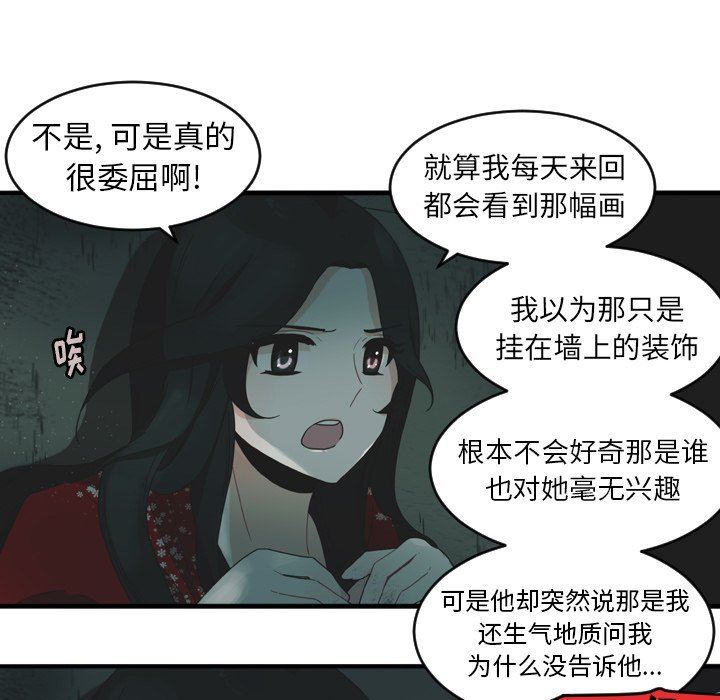 不是, 可是真的
很委屈啊!
就算我每天来回
都会看到那幅画
我以为那只是
挂在墙上的装饰
唉
根本不会好奇那是谁
也对她毫无兴趣
可是他却突然说那是我
还生气地质问我
为什么没告诉他...